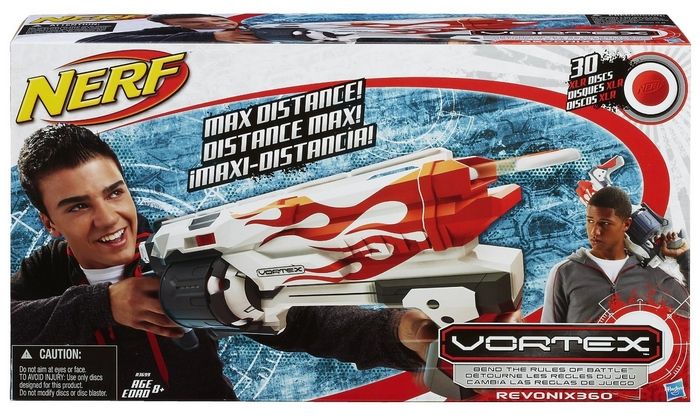 NERF
MAX DISTANCE!
DISTANCE MAX!
¡MAXI-DISTANCIA!
30
XLR DISCS
DISQUES XLR
DISCOS XLR
NERF
VORTEX
CAUTION:
Do not aim at eyes or face.
TO AVOID INJURY: Use only discs
designed for this product.
Do not modify discs or disc blaster.
AGE
EDAD 8+
VORTEX
BEND THE RULES OF BATTLE
DÉTOURNE LES RÈGLES DU JEU
CAMBIA LAS REGLAS DE JUEGO
REVONIX360
Hasbro